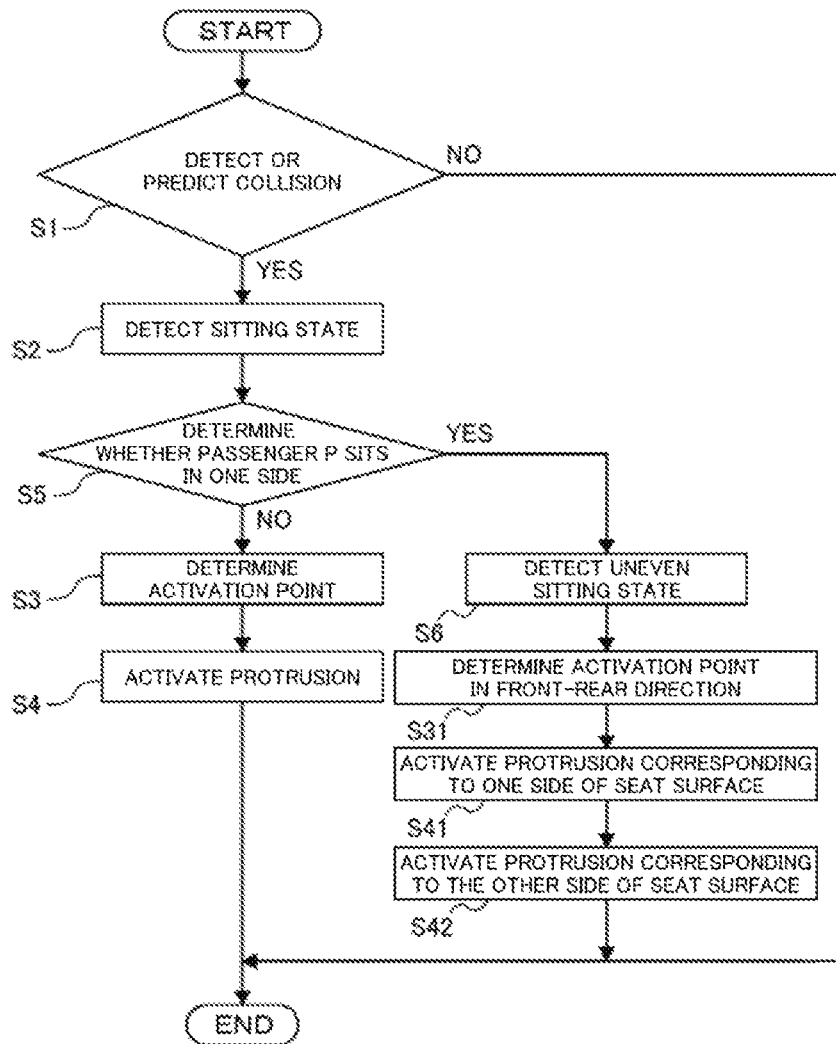 START
DETECT OR
PREDICT COLLISION
NO
S1
YES
DETECT SITTING STATE
S2
DETERMINE
WHETHER PASSENGER P SITS
IN ONE SIDE
YES
S5
NO
DETERMINE
ACTIVATION POINT
S3
DETECT UNEVEN
SITTING STATE
S6
ACTIVATE PROTRUSION
S4
DETERMINE ACTIVATION POINT
IN FRONT-REAR DIRECTION
S31
ACTIVATE PROTRUSION CORRESPONDING
TO ONE SIDE OF SEAT SURFACE
S41
ACTIVATE PROTRUSION CORRESPONDING
TO THE OTHER SIDE OF SEAT SURFACE
S42
END